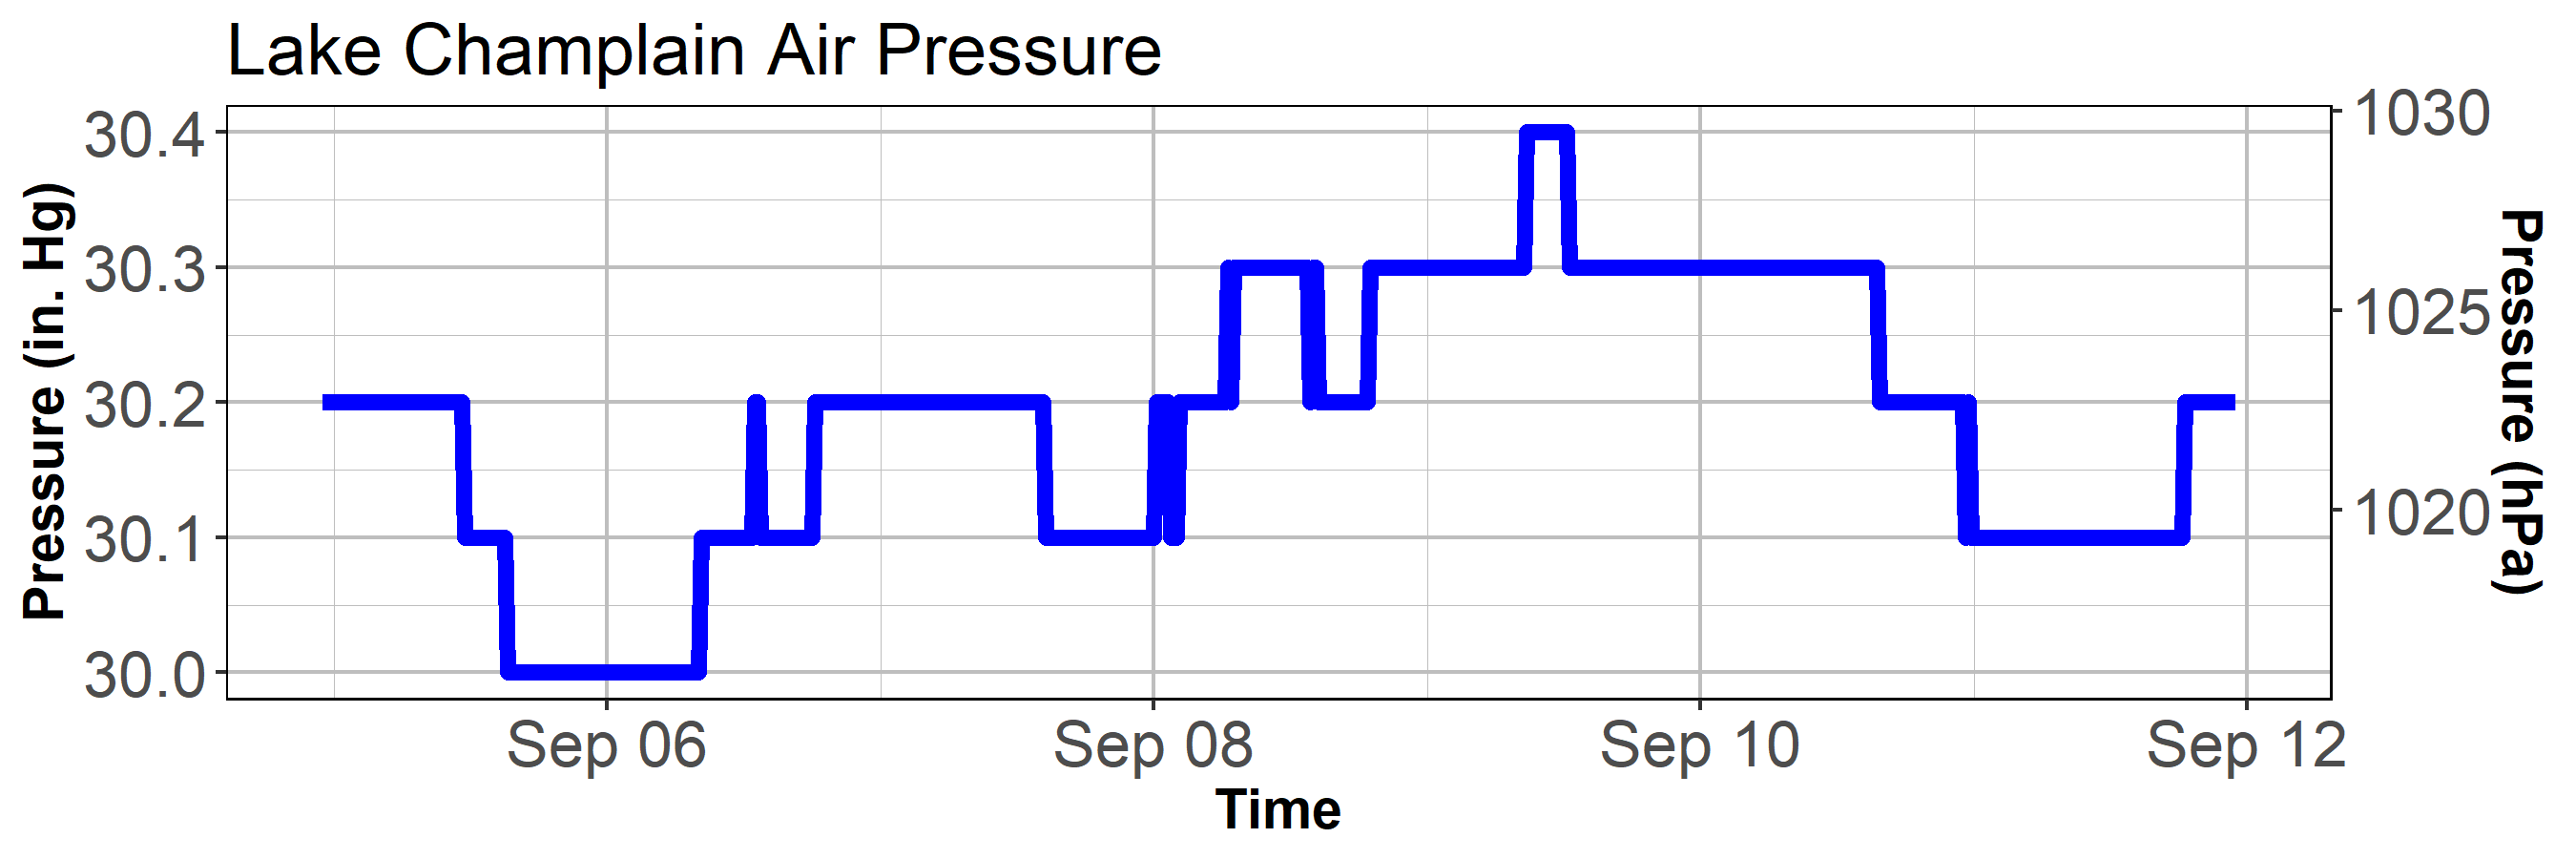 Lake Champlain Air Pressure
Pressure (in. Hg)
30.4
30.3
30.2
30.1
30.0
1030
1025
1020
Pressure (hPa)
Sep 06
Sep 08
Sep 10
Sep 12
Time